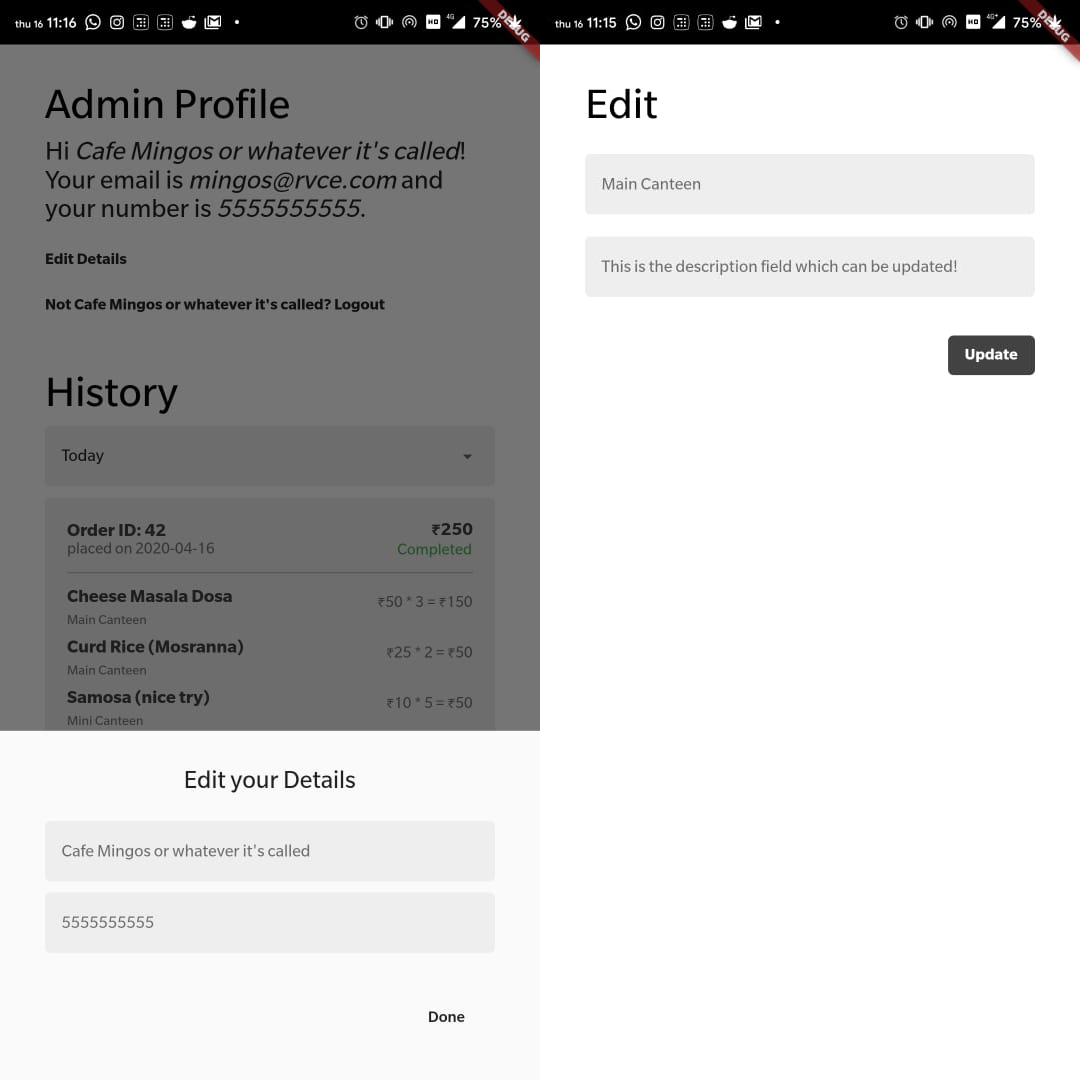 thu 16 11:16
HD
4G
75%
DEBUG
Admin Profile
Hi Cafe Mingos or whatever it's called!
Your email is mingos@rvce.com and
your number is 5555555555.
Edit Details
Not Cafe Mingos or whatever it's called? Logout
History
Today
Order ID: 42 ₹250
placed on 2020-04-16 Completed
Cheese Masala Dosa ₹50 * 3 = ₹150
Main Canteen
Curd Rice (Mosranna) ₹25 * 2 = ₹50
Main Canteen
Samosa (nice try) ₹10 * 5 = ₹50
Mini Canteen
Edit your Details
Cafe Mingos or whatever it's called
5555555555
Done
thu 16 11:15
HD
4G+
75%
DEBUG
Edit
Main Canteen
This is the description field which can be updated!
Update